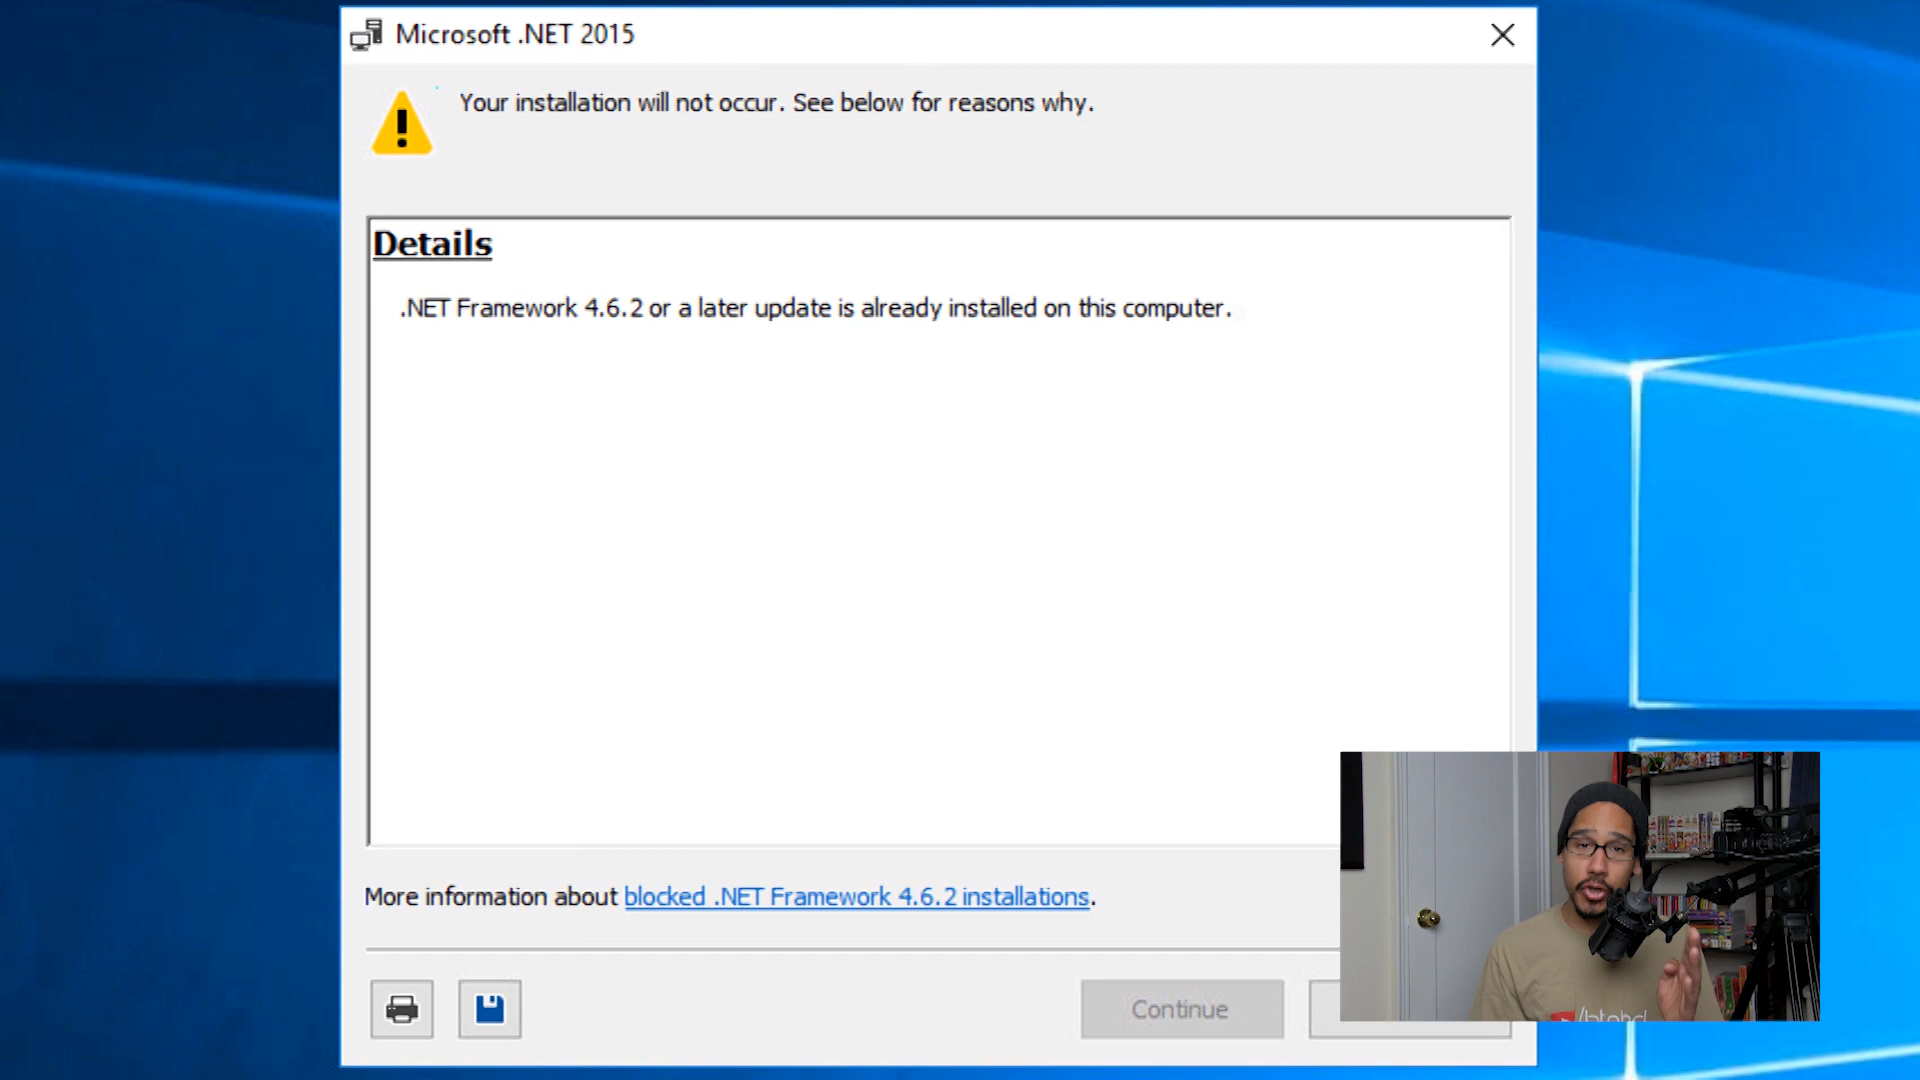 Microsoft .NET 2015
Your installation will not occur. See below for reasons why.
Details
.NET Framework 4.6.2 or a later update is already installed on this computer.
More information about blocked .NET Framework 4.6.2 installations.
Continue